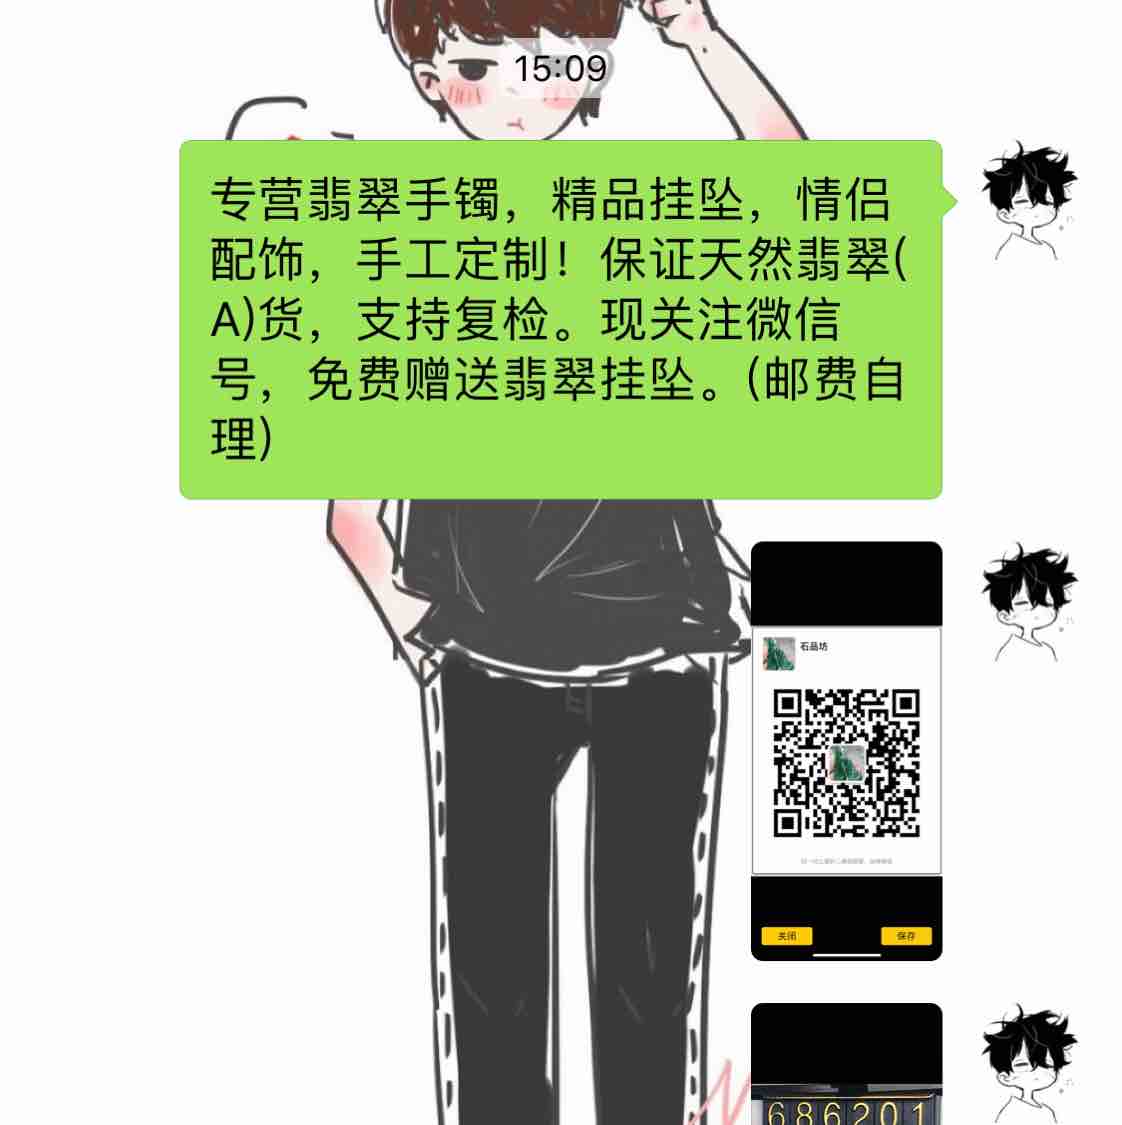 15:09
专营翡翠手镯，精品挂坠，情侣
配饰，手工定制！保证天然翡翠(
A)货，支持复检。现关注微信
号，免费赠送翡翠挂坠。(邮费自
理)
石品坊
关闭
保存
686201